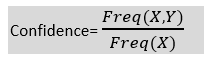 Confidence= Freq(X,Y)
Freq(X)